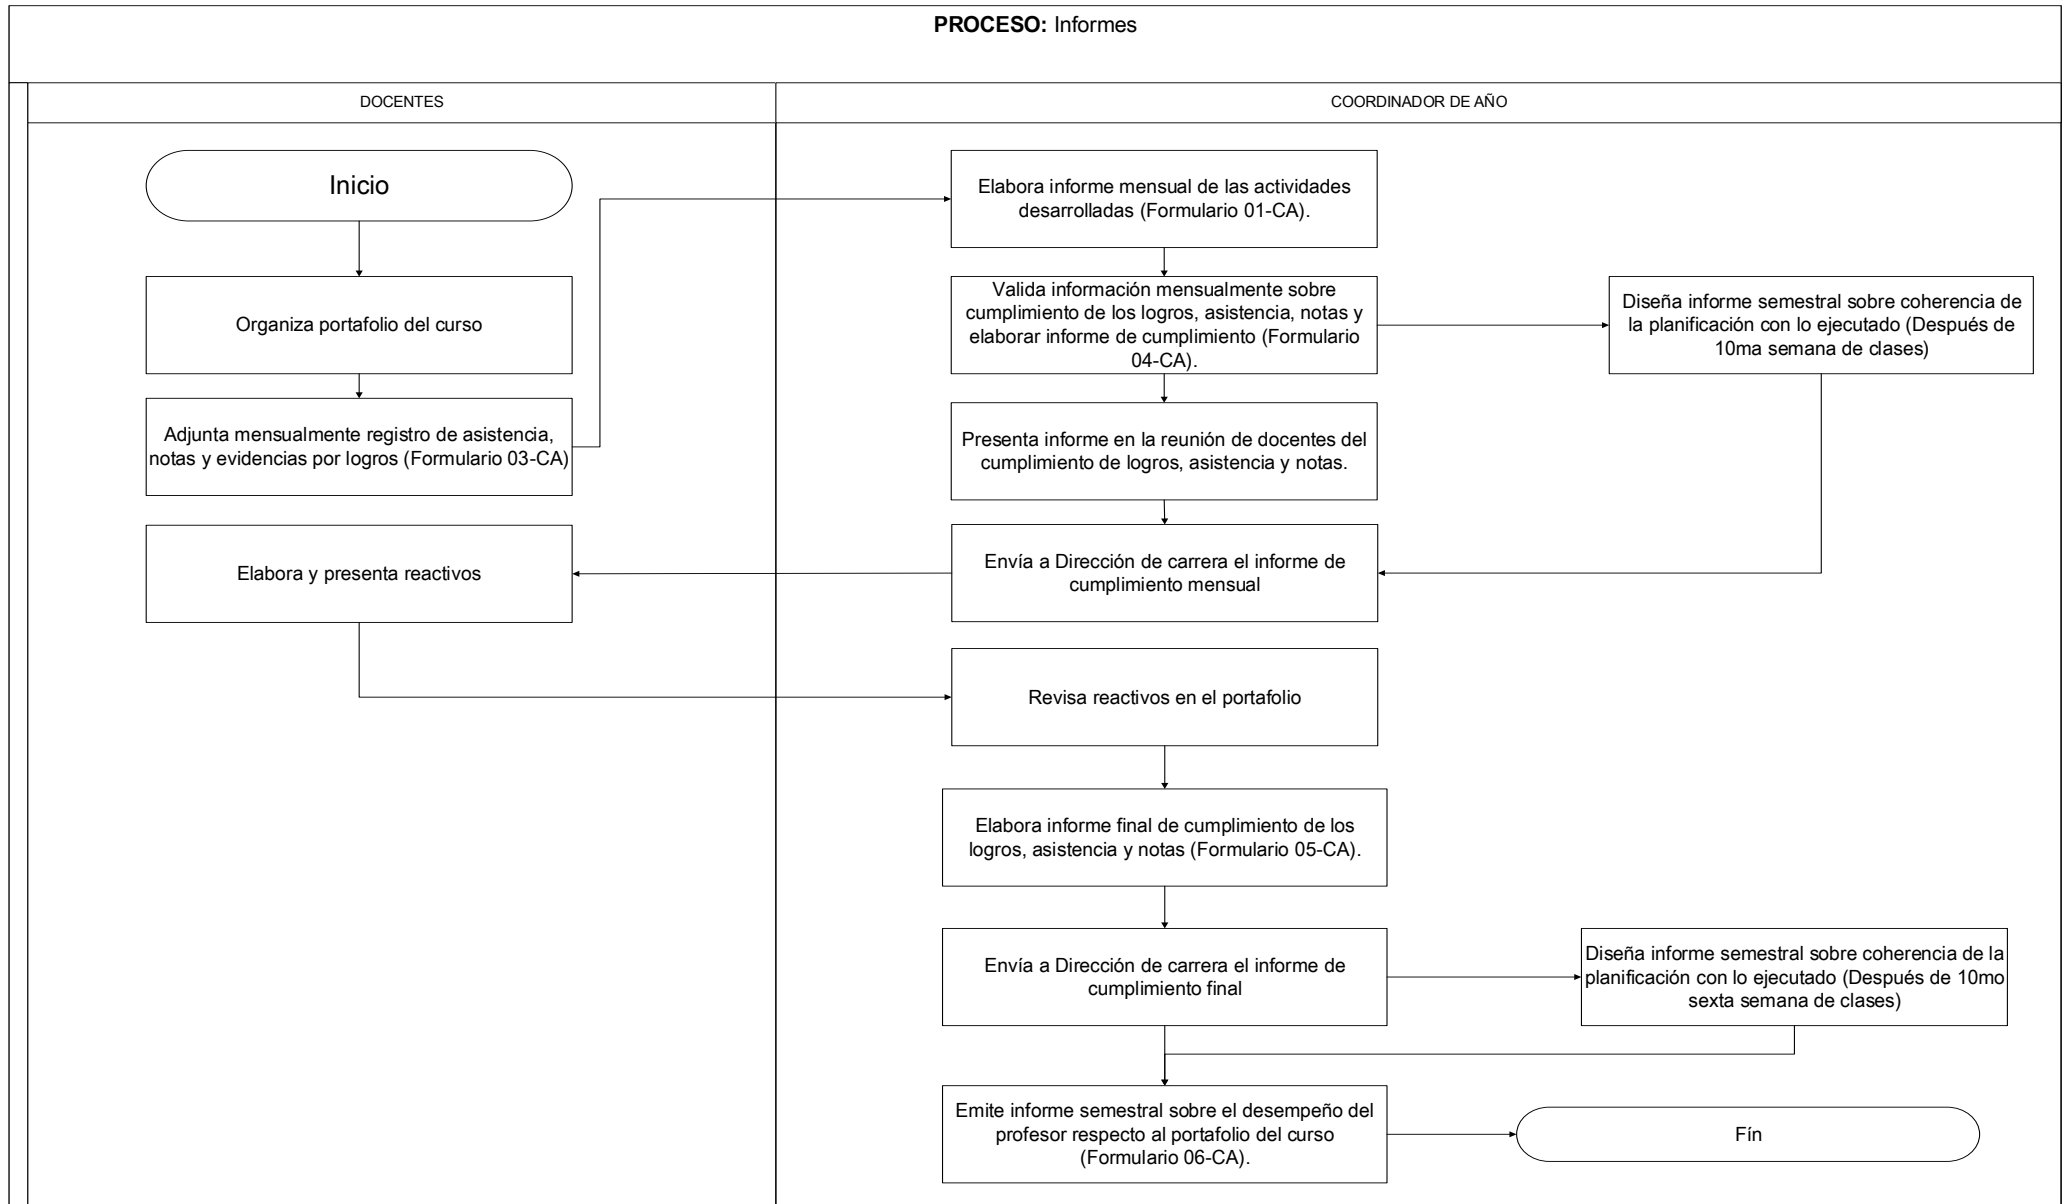 PROCESO: Informes
DOCENTES
COORDINADOR DE AÑO
Inicio
Organiza portafolio del curso
Adjunta mensualmente registro de asistencia,
notas y evidencias por logros (Formulario 03-CA)
Elabora y presenta reactivos
Elabora informe mensual de las actividades
desarrolladas (Formulario 01-CA).
Valida información mensualmente sobre
cumplimiento de los logros, asistencia, notas y
elaborar informe de cumplimiento (Formulario
04-CA).
Diseña informe semestral sobre coherencia de
la planificación con lo ejecutado (Después de
10ma semana de clases)
Presenta informe en la reunión de docentes del
cumplimiento de logros, asistencia y notas.
Envía a Dirección de carrera el informe de
cumplimiento mensual
Revisa reactivos en el portafolio
Elabora informe final de cumplimiento de los
logros, asistencia y notas (Formulario 05-CA).
Envía a Dirección de carrera el informe de
cumplimiento final
Diseña informe semestral sobre coherencia de la
planificación con lo ejecutado (Después de 10mo
sexta semana de clases)
Emite informe semestral sobre el desempeño del
profesor respecto al portafolio del curso
(Formulario 06-CA).
Fín